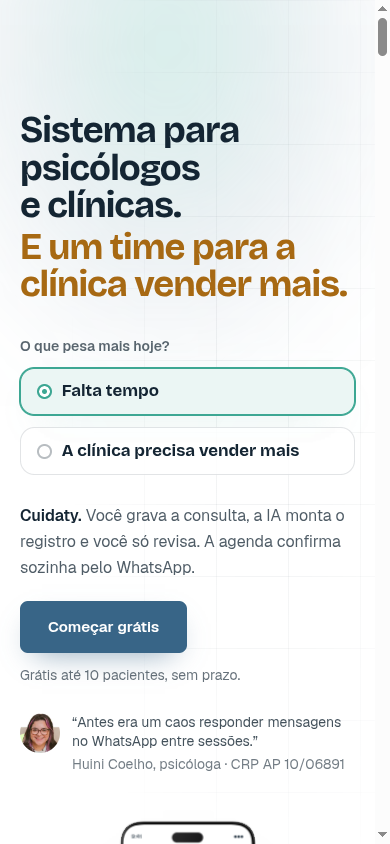 Sistema para
psicólogos
e clínicas.
E um time para a
clínica vender mais.
O que pesa mais hoje?
Falta tempo
A clínica precisa vender mais
Cuidaty. Você grava a consulta, a IA monta o
registro e você só revisa. A agenda confirma
sozinha pelo WhatsApp.
Começar grátis
Grátis até 10 pacientes, sem prazo.
“Antes era um caos responder mensagens
no WhatsApp entre sessões.”
Huini Coelho, psicóloga · CRP AP 10/06891